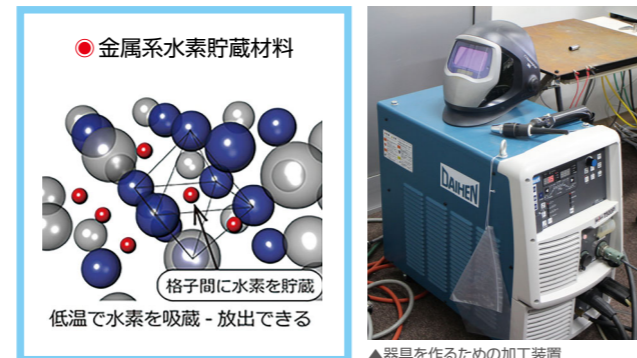 ◉ 金属系水素貯蔵材料
格子間に水素を貯蔵
低温で水素を吸蔵 - 放出できる
DAIHEN
▲器具を作るための加工装置